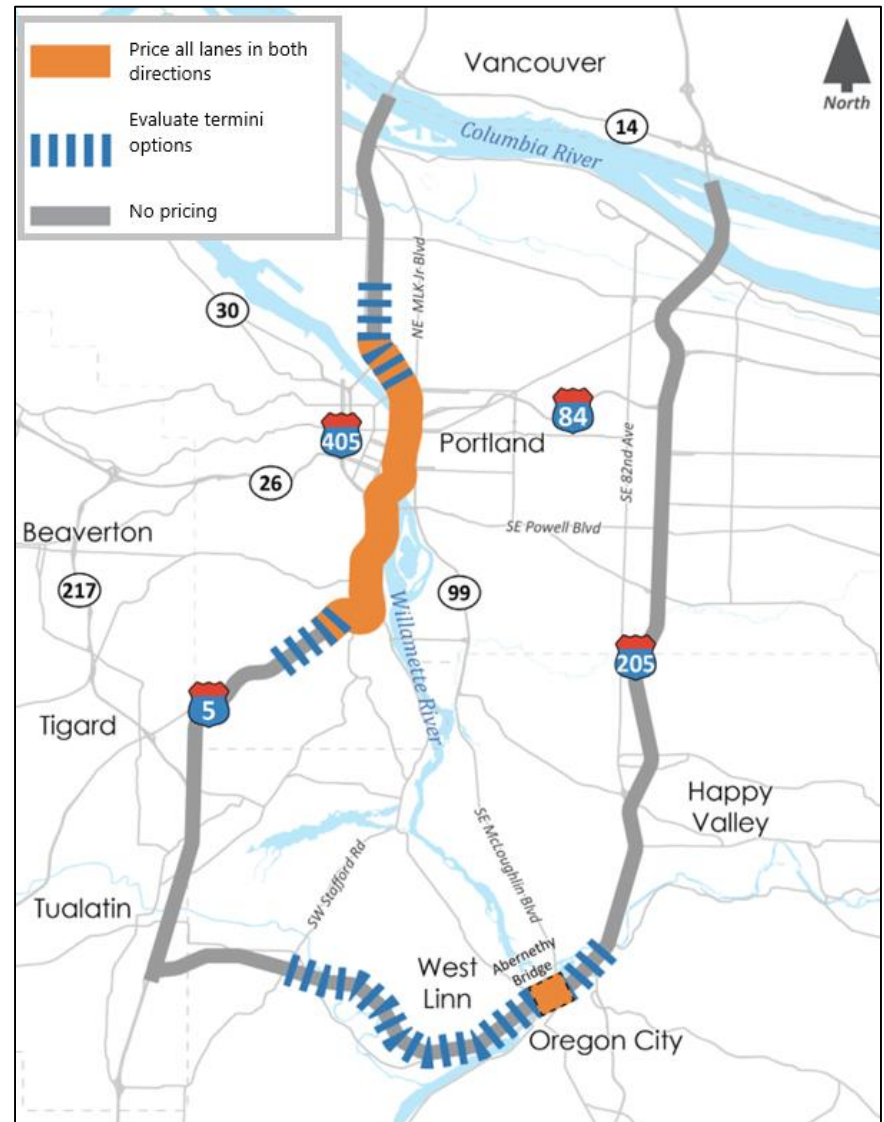 Price all lanes in both
directions
Evaluate termini
options
No pricing
Vancouver
North
14
Columbia River
NE MLK Jr Blvd
30
84
405
Portland
SE 82nd Ave
26
SE Powell Blvd
Beaverton
217
99
Willamette River
205
5
Tigard
Happy
Valley
SE McLoughlin Blvd
SW Stafford Rd
Tualatin
Abernethy
Bridge
West
Linn
Oregon City